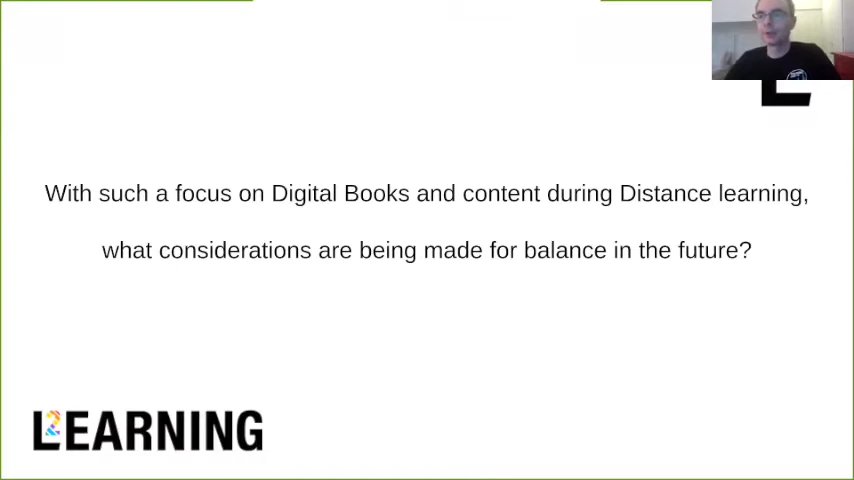 With such a focus on Digital Books and content during Distance learning,
what considerations are being made for balance in the future?
L2EARNING